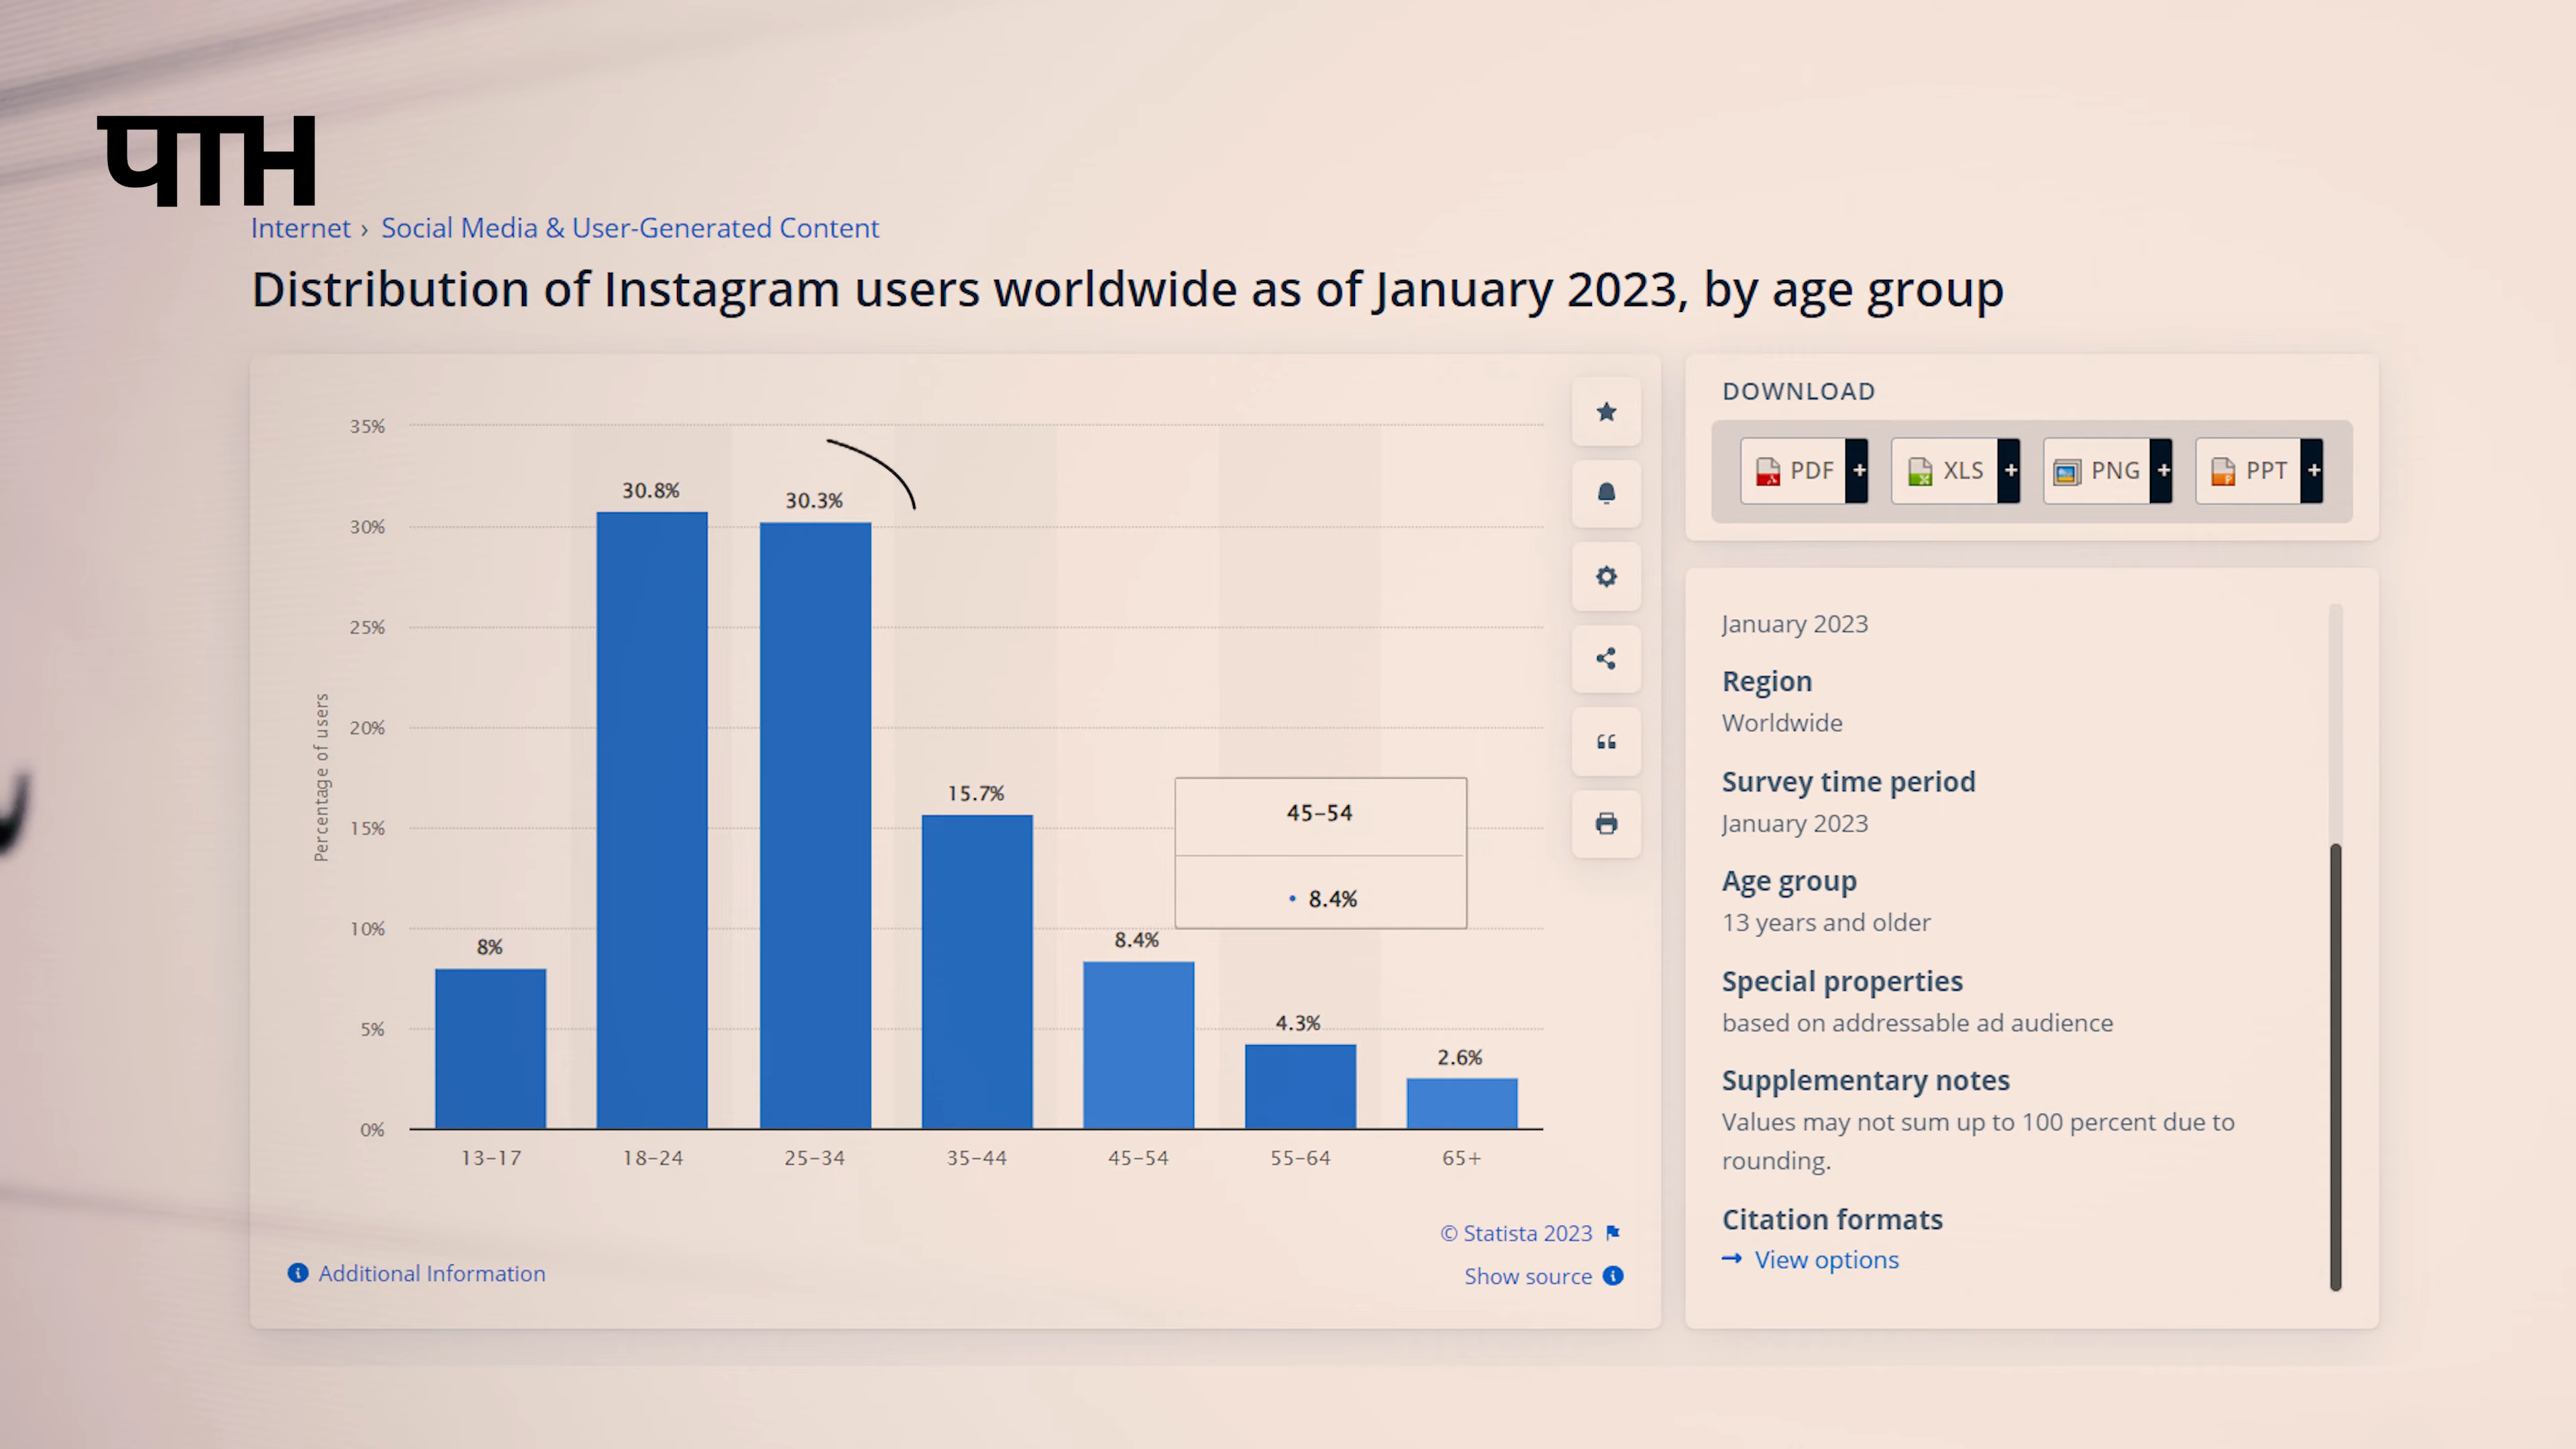 पाH
Internet › Social Media & User-Generated Content
Distribution of Instagram users worldwide as of January 2023, by age group
35%
30%
25%
20%
15%
10%
5%
0%
Percentage of users
8%
30.8%
30.3%
15.7%
8.4%
4.3%
2.6%
45–54
• 8.4%
13–17
18–24
25–34
35–44
45–54
55–64
65+
© Statista 2023
Additional Information
Show source
DOWNLOAD
PDF + XLS + PNG + PPT +
January 2023
Region
Worldwide
Survey time period
January 2023
Age group
13 years and older
Special properties
based on addressable ad audience
Supplementary notes
Values may not sum up to 100 percent due to
rounding.
Citation formats
→ View options